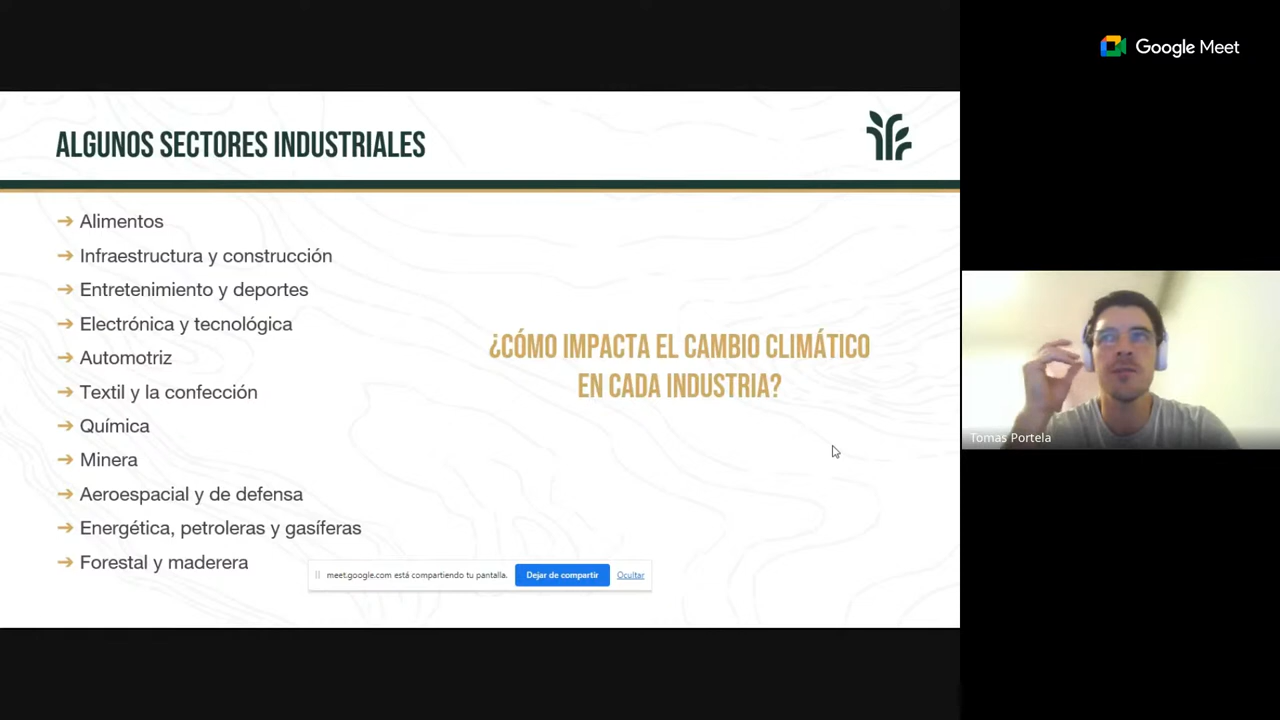 Google Meet
ALGUNOS SECTORES INDUSTRIALES
➔ Alimentos
➔ Infraestructura y construcción
➔ Entretenimiento y deportes
➔ Electrónica y tecnológica
➔ Automotriz
➔ Textil y la confección
➔ Química
➔ Minera
➔ Aeroespacial y de defensa
➔ Energética, petroleras y gasíferas
➔ Forestal y maderera
¿CÓMO IMPACTA EL CAMBIO CLIMÁTICO
EN CADA INDUSTRIA?
meet.google.com está compartiendo tu pantalla. Dejar de compartir Ocultar
Tomas Portela